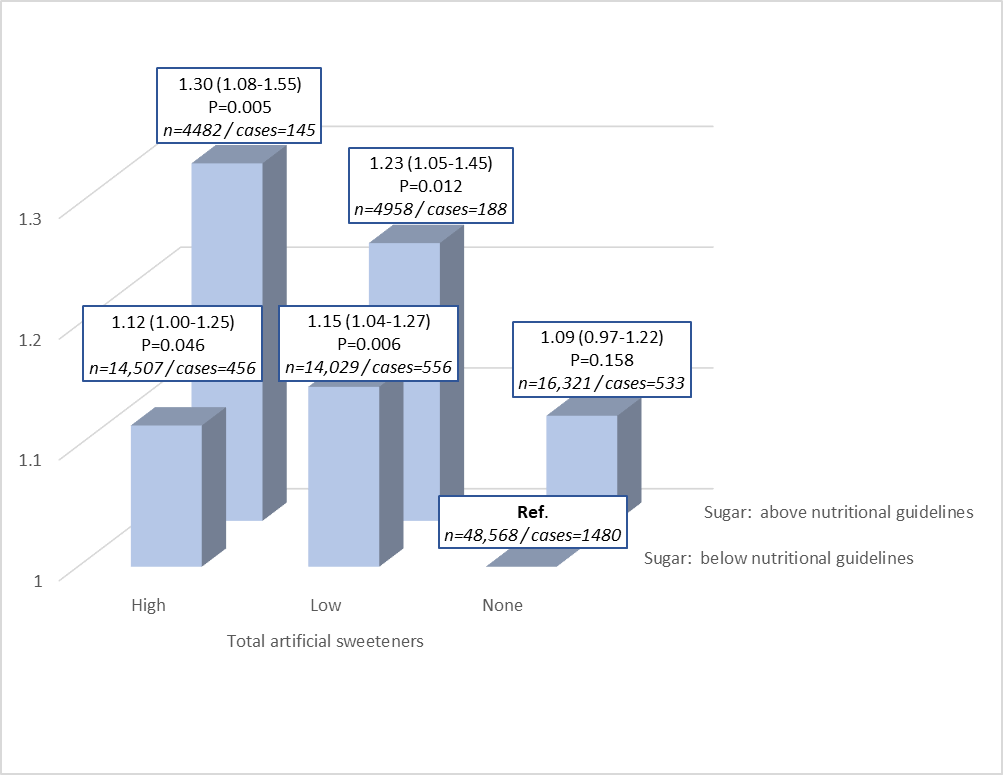 1.30 (1.08-1.55)
P=0.005
n=4482 / cases=145
1.23 (1.05-1.45)
P=0.012
n=4958 / cases=188
1.3
1.12 (1.00-1.25)
P=0.046
n=14,507 / cases=456
1.15 (1.04-1.27)
P=0.006
n=14,029 / cases=556
1.09 (0.97-1.22)
P=0.158
n=16,321 / cases=533
1.2
1.1
Ref.
n=48,568 / cases=1480
Sugar: above nutritional guidelines
Sugar: below nutritional guidelines
1
High
Low
None
Total artificial sweeteners